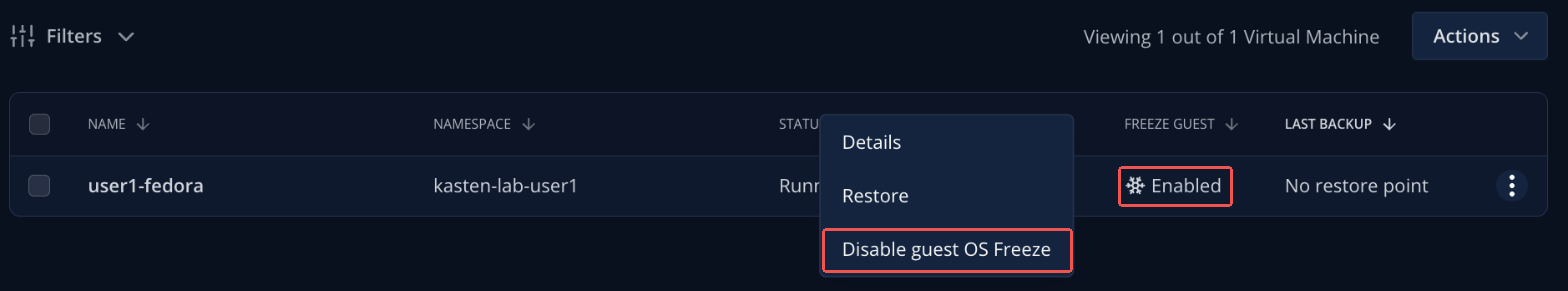 Filters
Viewing 1 out of 1 Virtual Machine
Actions
NAME NAMESPACE STATU FREEZE GUEST LAST BACKUP
user1-fedora kasten-lab-user1 Runn Enabled No restore point
Details
Restore
Disable guest OS Freeze